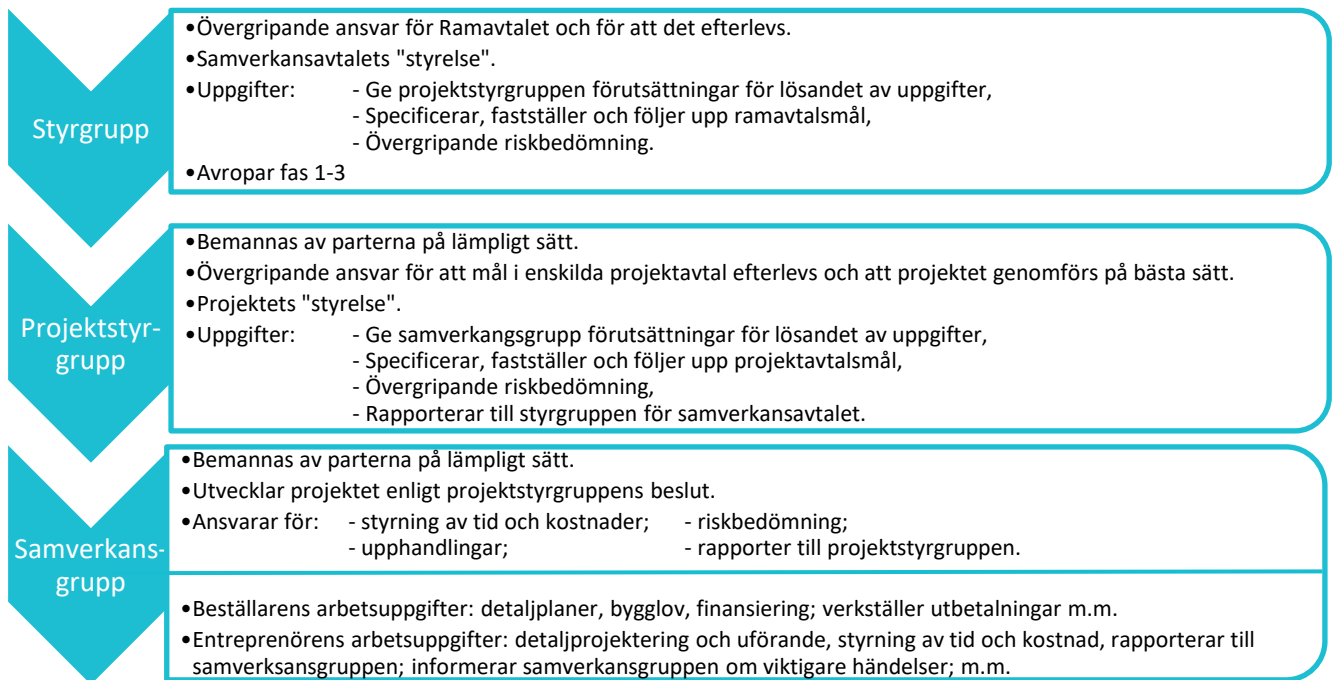 Styrgrupp
•Övergripande ansvar för Ramavtalet och för att det efterlevs.
•Samverkansavtalets "styrelse".
•Uppgifter: - Ge projektstyrgruppen förutsättningar för lösandet av uppgifter,
- Specificerar, fastställer och följer upp ramavtalsmål,
- Övergripande riskbedömning.
•Avropar fas 1-3
Projektstyr-
grupp
•Bemannas av parterna på lämpligt sätt.
•Övergripande ansvar för att mål i enskilda projektavtal efterlevs och att projektet genomförs på bästa sätt.
•Projektets "styrelse".
•Uppgifter: - Ge samverkangsgrupp förutsättningar för lösandet av uppgifter,
- Specificerar, fastställer och följer upp projektavtalsmål,
- Övergripande riskbedömning,
- Rapporterar till styrgruppen för samverkansavtalet.
Samverkans-
grupp
•Bemannas av parterna på lämpligt sätt.
•Utvecklar projektet enligt projektstyrgruppens beslut.
•Ansvarar för: - styrning av tid och kostnader; - riskbedömning;
- upphandlingar; - rapporter till projektstyrgruppen.
•Beställarens arbetsuppgifter: detaljplaner, bygglov, finansiering; verkställer utbetalningar m.m.
•Entreprenörens arbetsuppgifter: detaljprojektering och uförande, styrning av tid och kostnad, rapporterar till
samverksansgruppen; informerar samverkansgruppen om viktigare händelser; m.m.